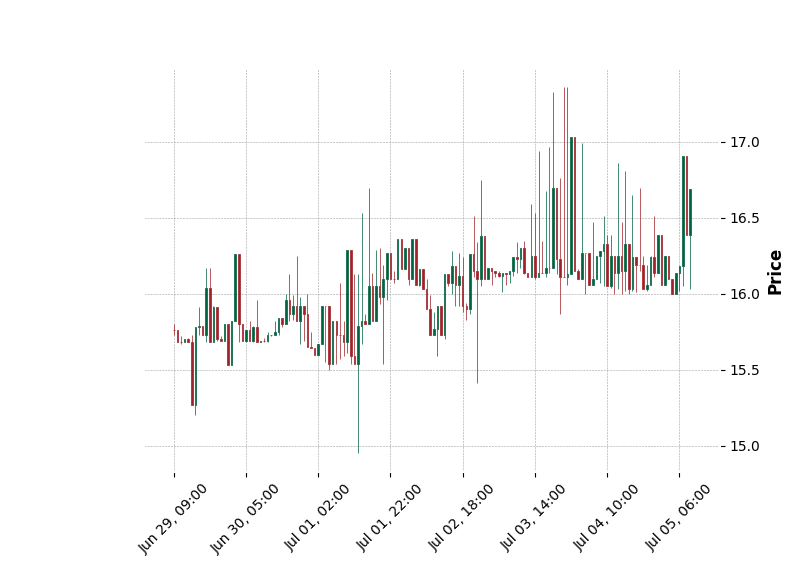 17.0
16.5
16.0
15.5
15.0
Price
Jun 29, 09:00
Jun 30, 05:00
Jul 01, 02:00
Jul 01, 22:00
Jul 02, 18:00
Jul 03, 14:00
Jul 04, 10:00
Jul 05, 06:00